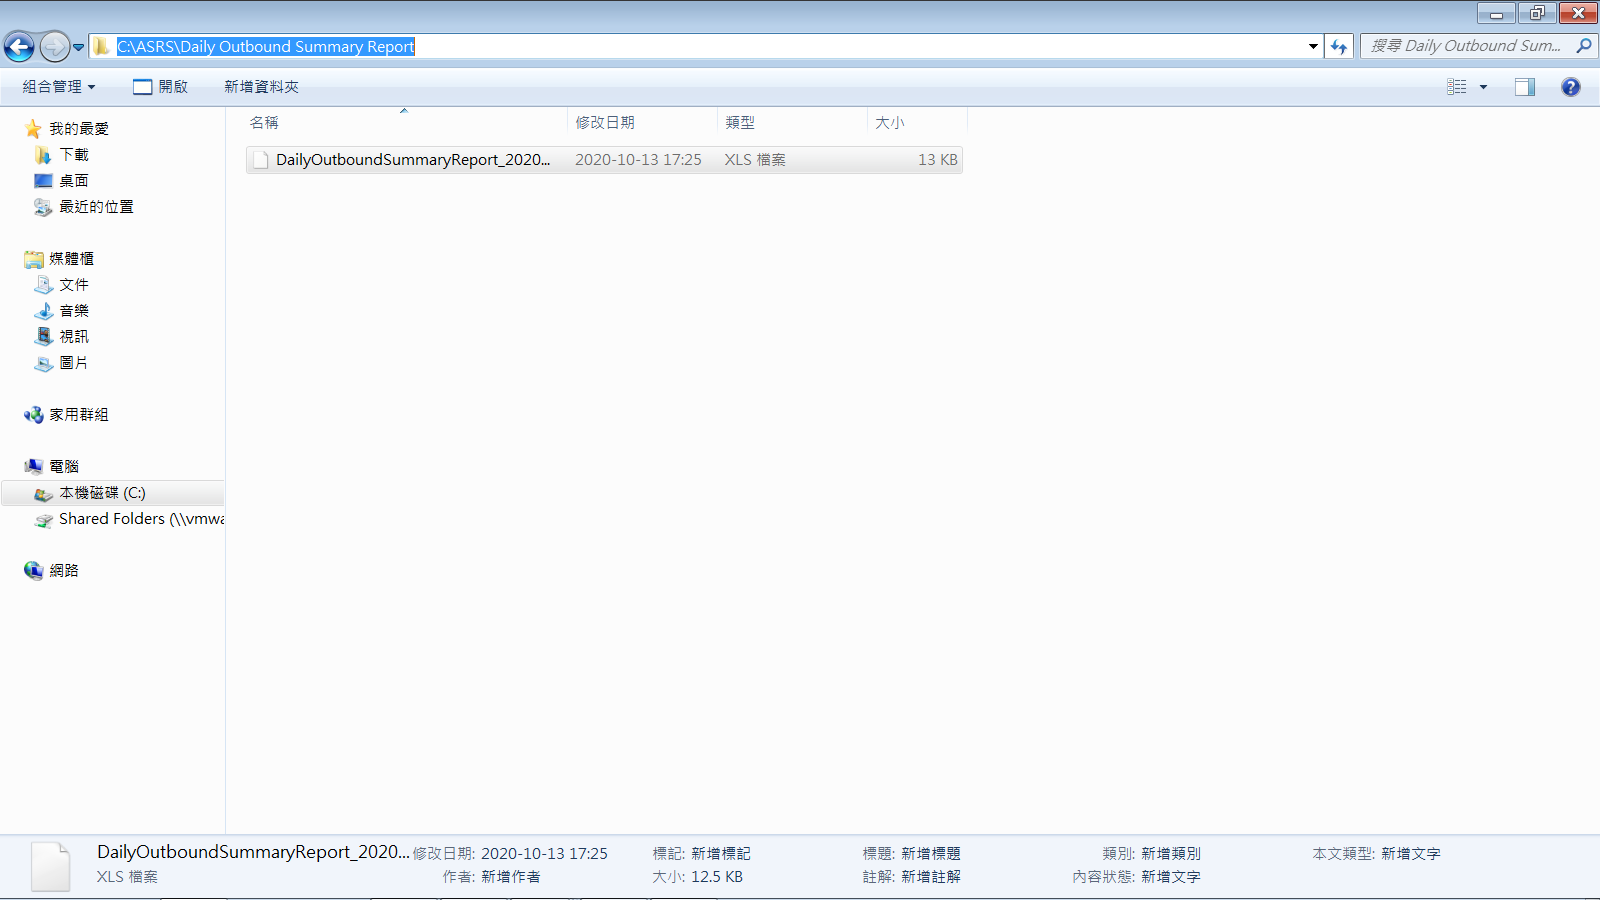 C:\ASRS\Daily Outbound Summary Report
搜尋 Daily Outbound Sum...
組合管理
開啟
新增資料夾
我的最愛
下載
桌面
最近的位置
媒體櫃
文件
音樂
視訊
圖片
家用群組
電腦
本機磁碟 (C:)
Shared Folders (\\vmwa
網路
名稱
修改日期
類型
大小
DailyOutboundSummaryReport_2020...
2020-10-13 17:25
XLS 檔案
13 KB
DailyOutboundSummaryReport_2020...
XLS 檔案
修改日期: 2020-10-13 17:25
作者: 新增作者
標記: 新增標記
大小: 12.5 KB
標題: 新增標題
註解: 新增註解
類別: 新增類別
內容狀態: 新增文字
本文類型: 新增文字